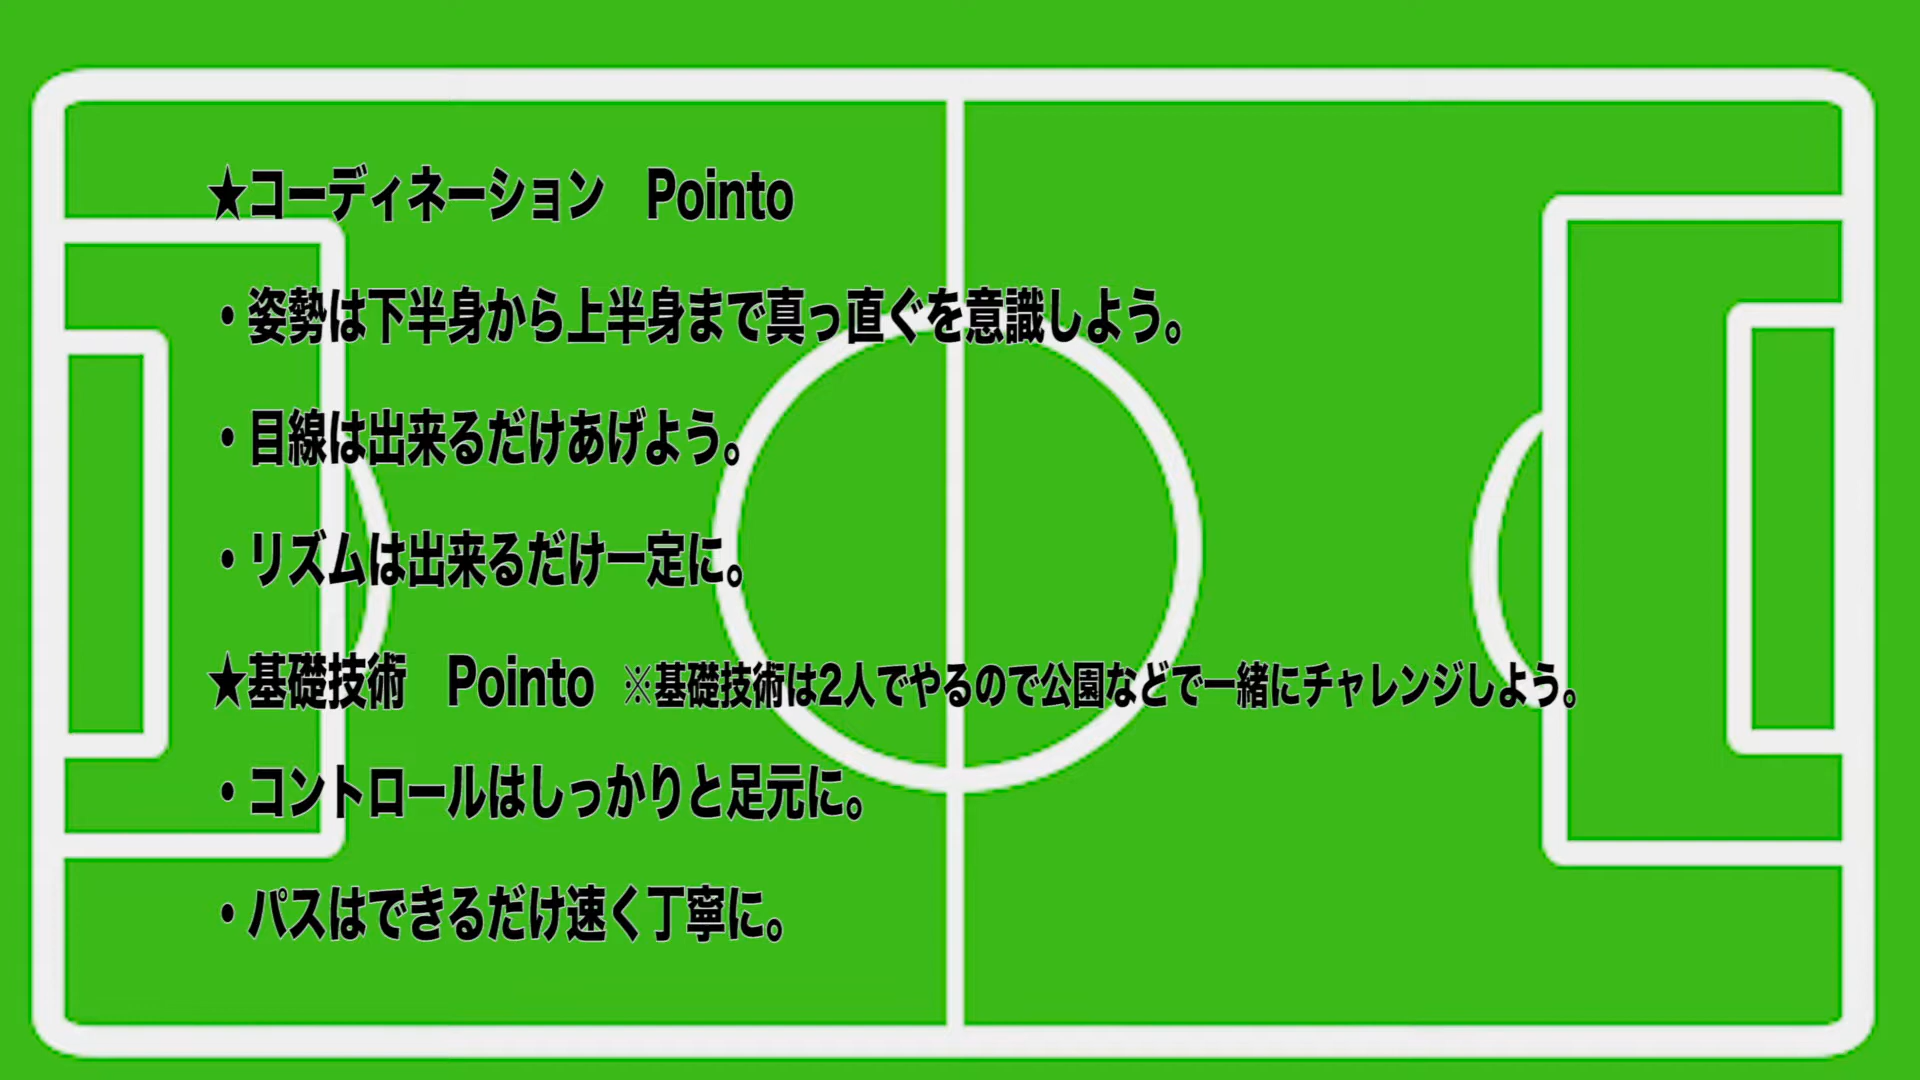 ★コーディネーション　Pointo
・姿勢は下半身から上半身まで真っ直ぐを意識しよう。
・目線は出来るだけあげよう。
・リズムは出来るだけ一定に。
★基礎技術　Pointo ※基礎技術は2人でやるので公園などで一緒にチャレンジしよう。
・コントロールはしっかりと足元に。
・パスはできるだけ速く丁寧に。